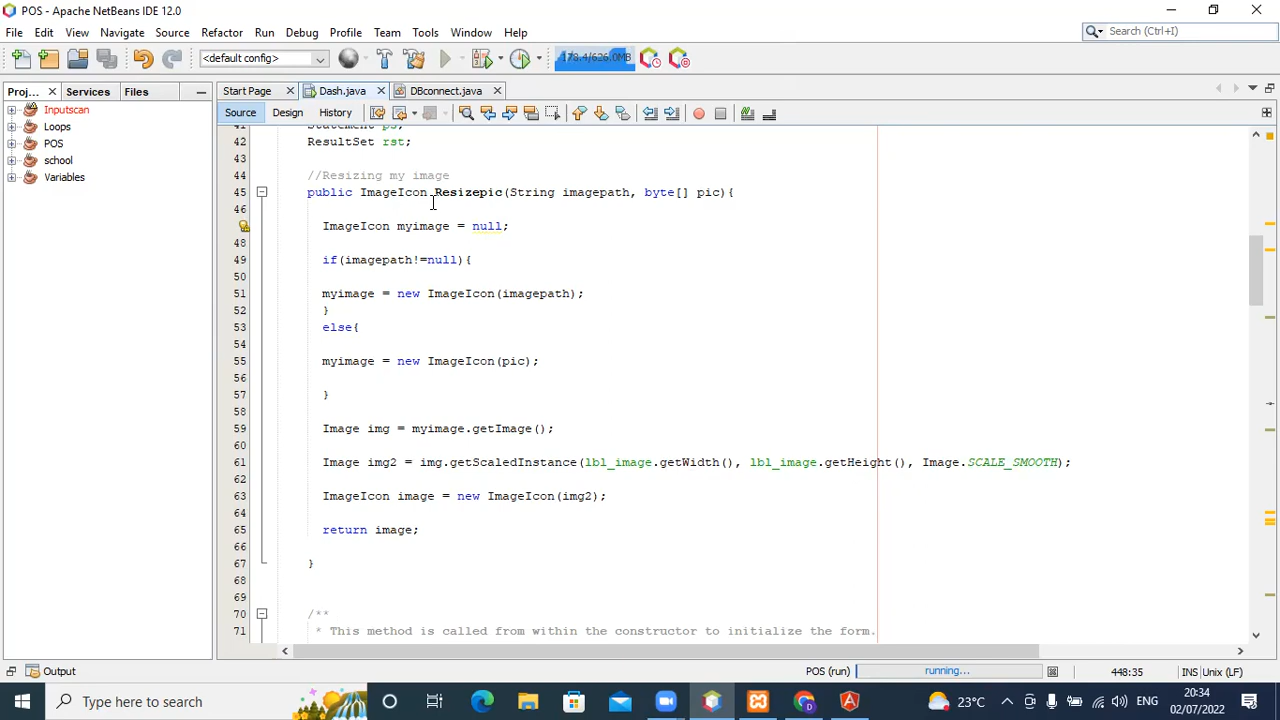 POS - Apache NetBeans IDE 12.0
File Edit View Navigate Source Refactor Run Debug Profile Team Tools Window Help
Search (Ctrl+I)
<default config>
178.4/626.0MB
Proj... Services Files
Start Page Dash.java DBconnect.java
Inputscan
Loops
POS
school
Variables
Source Design History
41 Statement ps;
42 ResultSet rst;
43
44 //Resizing my image
45 public ImageIcon Resizepic(String imagepath, byte[] pic){
46
ImageIcon myimage = null;
48
49 if(imagepath!=null){
50
51 myimage = new ImageIcon(imagepath);
52 }
53 else{
54
55 myimage = new ImageIcon(pic);
56
57 }
58
59 Image img = myimage.getImage();
60
61 Image img2 = img.getScaledInstance(lbl_image.getWidth(), lbl_image.getHeight(), Image.SCALE_SMOOTH);
62
63 ImageIcon image = new ImageIcon(img2);
64
65 return image;
66
67 }
68
69
70 /**
71 * This method is called from within the constructor to initialize the form.
Output
POS (run) running... 448:35 INS Unix (LF)
Type here to search
23°C ENG 20:34
02/07/2022